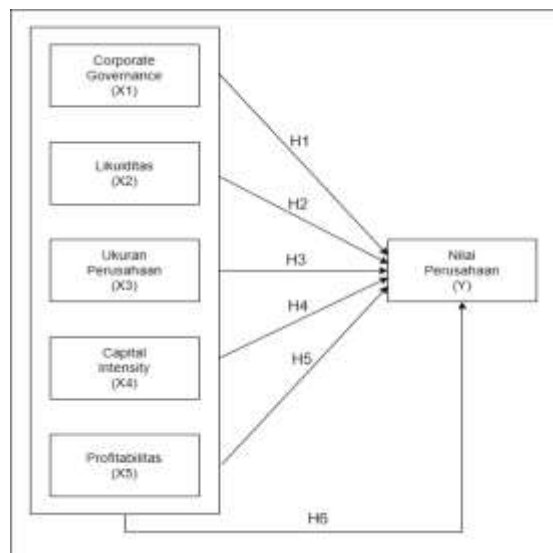 Corporate
Governance
(X1)
H1
Likuiditas
(X2)
H2
Ukuran
Perusahaan
(X3)
H3
Nilai
Perusahaan
(Y)
H4
Capital
Intensity
(X4)
H5
Profitabilitas
(X5)
H6